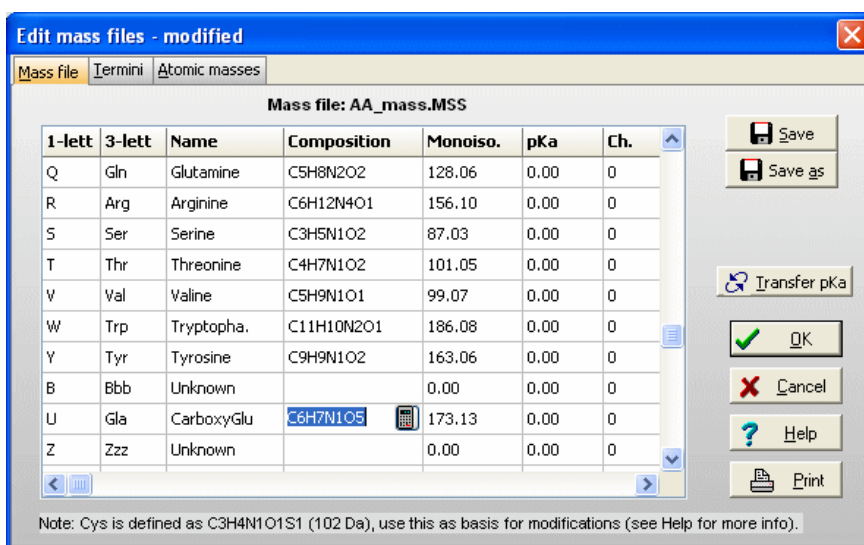 Edit mass files - modified
Mass file Termini Atomic masses
Mass file: AA_mass.MSS
1-lett 3-lett Name Composition Monoiso. pKa Ch.
Q Gln Glutamine C5H8N2O2 128.06 0.00 0
R Arg Arginine C6H12N4O1 156.10 0.00 0
S Ser Serine C3H5N1O2 87.03 0.00 0
T Thr Threonine C4H7N1O2 101.05 0.00 0
V Val Valine C5H9N1O1 99.07 0.00 0
W Trp Tryptopha. C11H10N2O1 186.08 0.00 0
Y Tyr Tyrosine C9H9N1O2 163.06 0.00 0
B Bbb Unknown 0.00 0.00 0
U Gla CarboxyGlu C6H7N1O5 173.13 0.00 0
Z Zzz Unknown 0.00 0.00 0
Save
Save as
Transfer pKa
OK
Cancel
Help
Print
Note: Cys is defined as C3H4N1O1S1 (102 Da), use this as basis for modifications (see Help for more info).